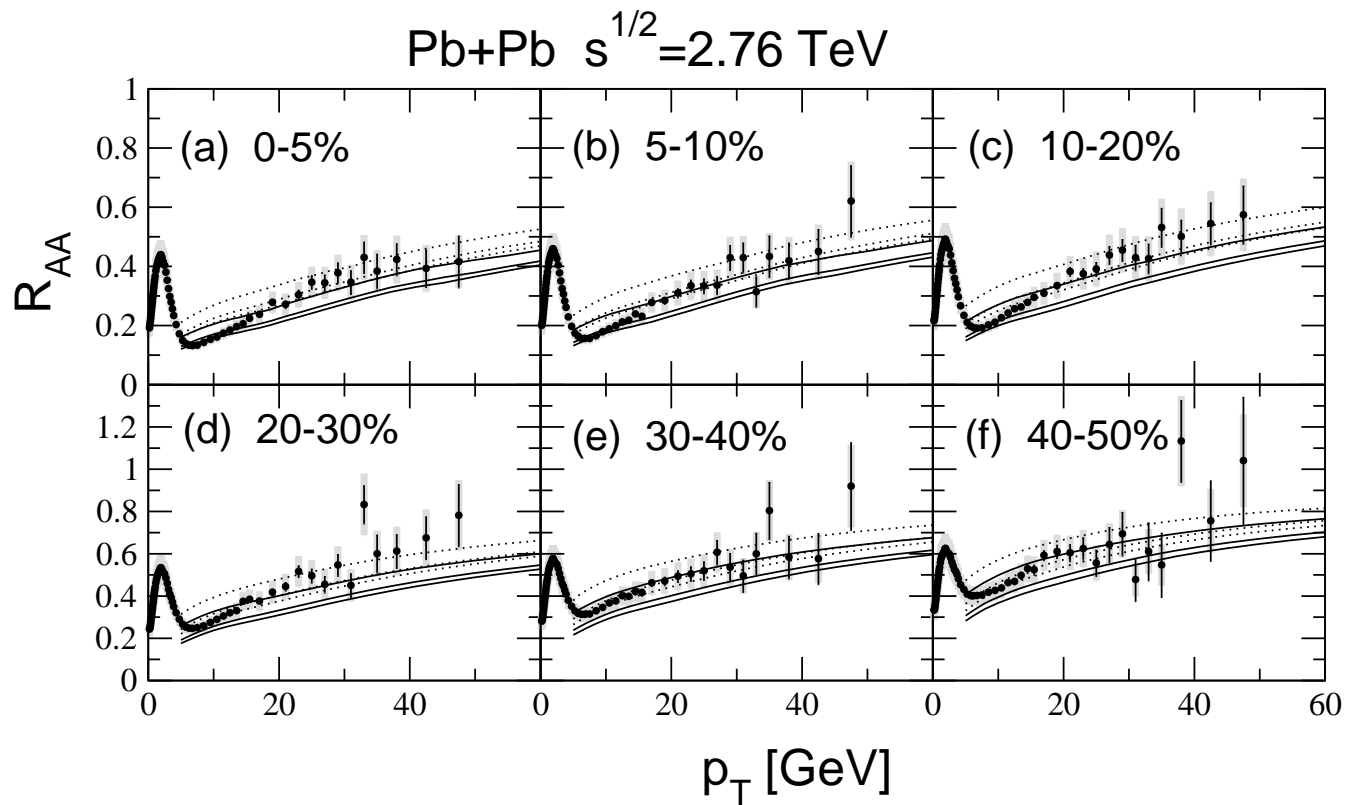 Pb+Pb s^1/2=2.76 TeV
R_AA
1
0.8
0.6
0.4
0.2
0
(a) 0-5%
(b) 5-10%
(c) 10-20%
1.2
1
0.8
0.6
0.4
0.2
0
(d) 20-30%
(e) 30-40%
(f) 40-50%
0 20 40 0 20 40 0 20 40 60
p_T [GeV]